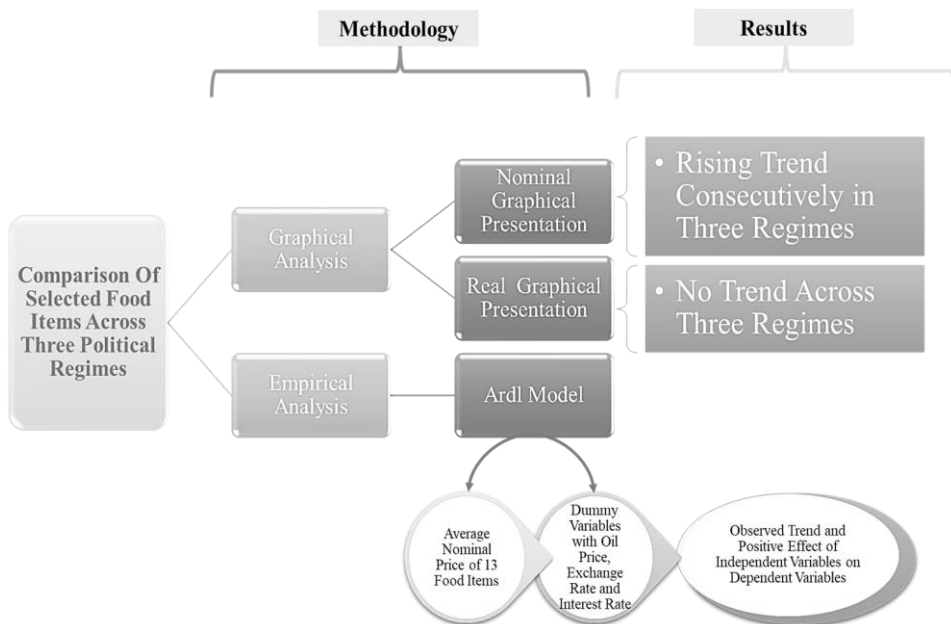 Methodology
Results
Comparison Of
Selected Food
Items Across
Three Political
Regimes
Graphical
Analysis
Nominal
Graphical
Presentation
• Rising Trend
Consecutively in
Three Regimes
Real Graphical
Presentation
• No Trend Across
Three Regimes
Empirical
Analysis
Ardl Model
Average
Nominal
Price of 13
Food Items
Dummy
Variables
with Oil
Price,
Exchange
Rate and
Interest Rate
Observed Trend and
Positive Effect of
Independent Variables on
Dependent Variables